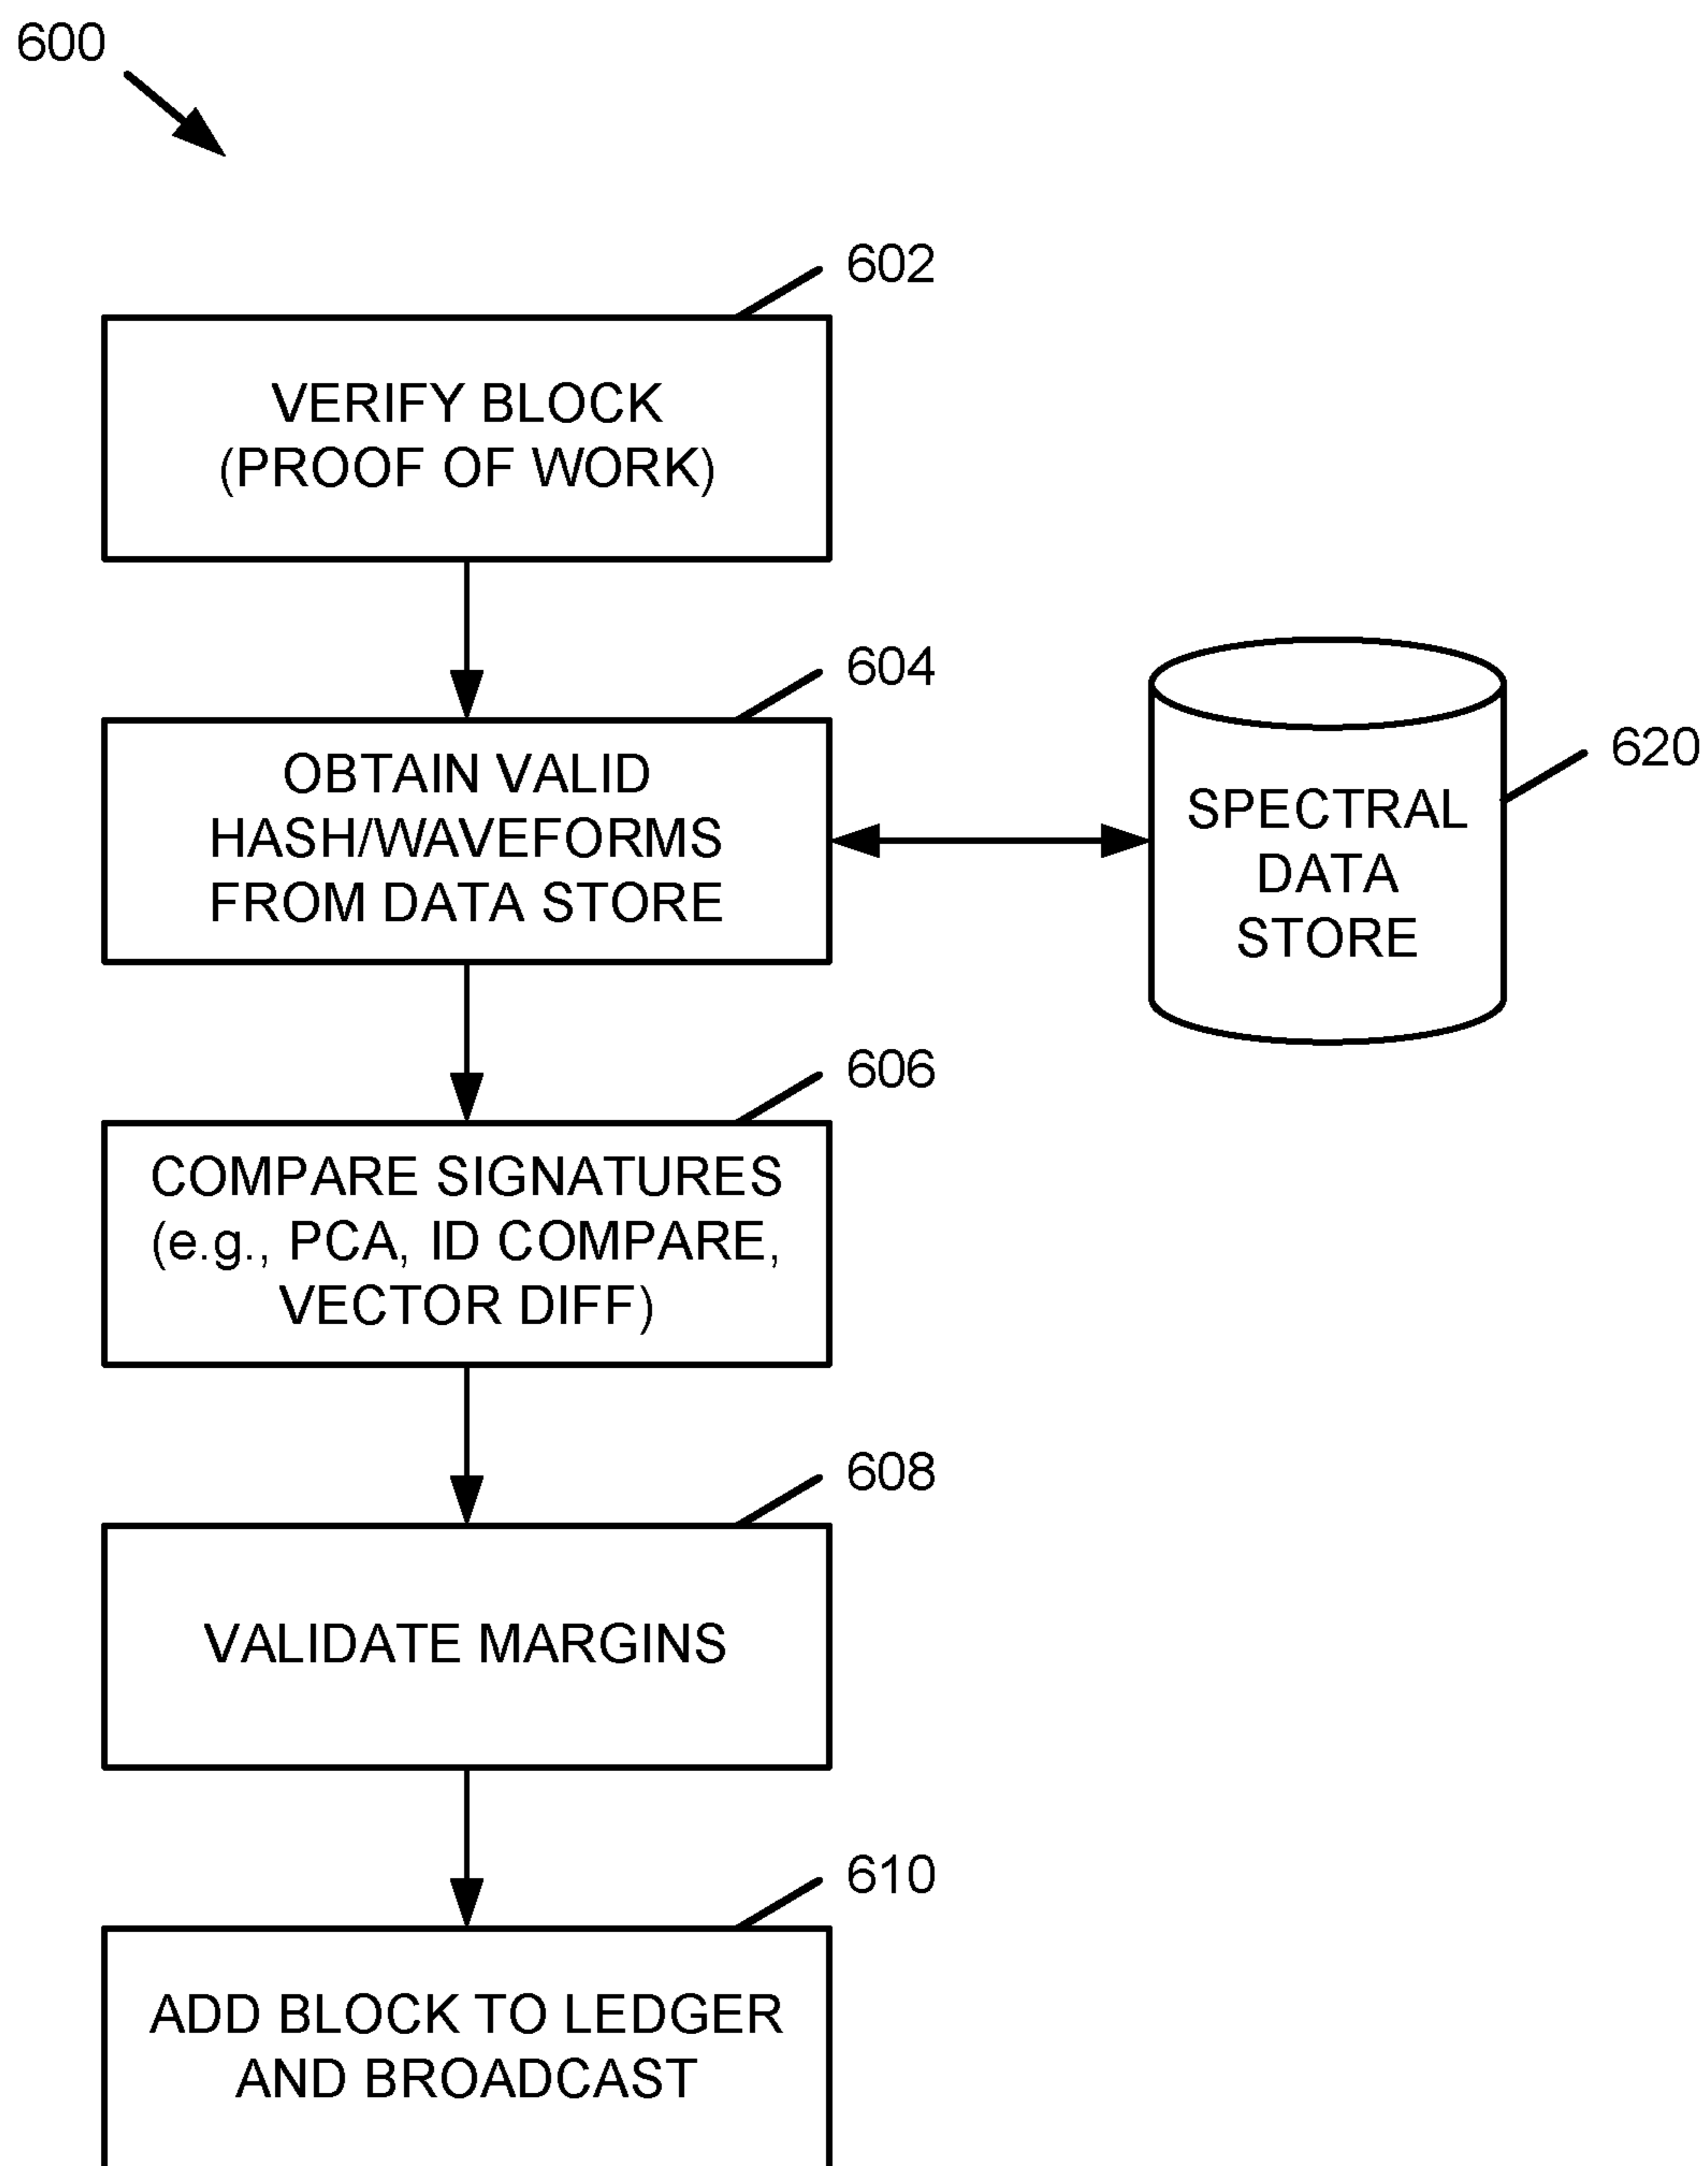 600
602
VERIFY BLOCK
(PROOF OF WORK)
604
OBTAIN VALID
HASH/WAVEFORMS
FROM DATA STORE
620
SPECTRAL
DATA
STORE
606
COMPARE SIGNATURES
(e.g., PCA, ID COMPARE,
VECTOR DIFF)
608
VALIDATE MARGINS
610
ADD BLOCK TO LEDGER
AND BROADCAST